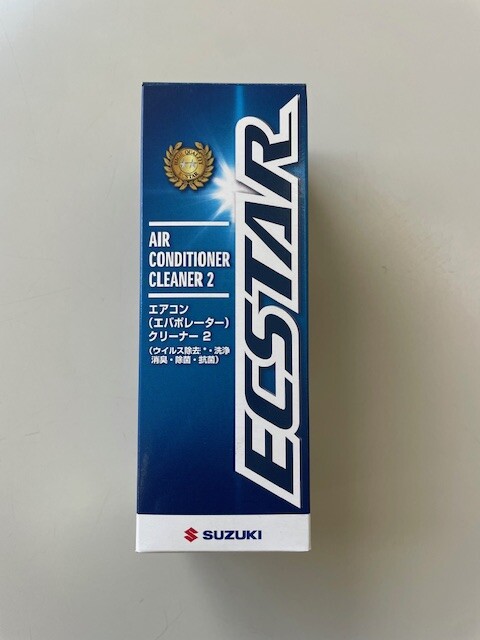 ECSTAR
AIR
CONDITIONER
CLEANER 2
エアコン
（エバポレーター）
クリーナー 2
（ウイルス除去*・洗浄
消臭・除菌・抗菌）
SUZUKI